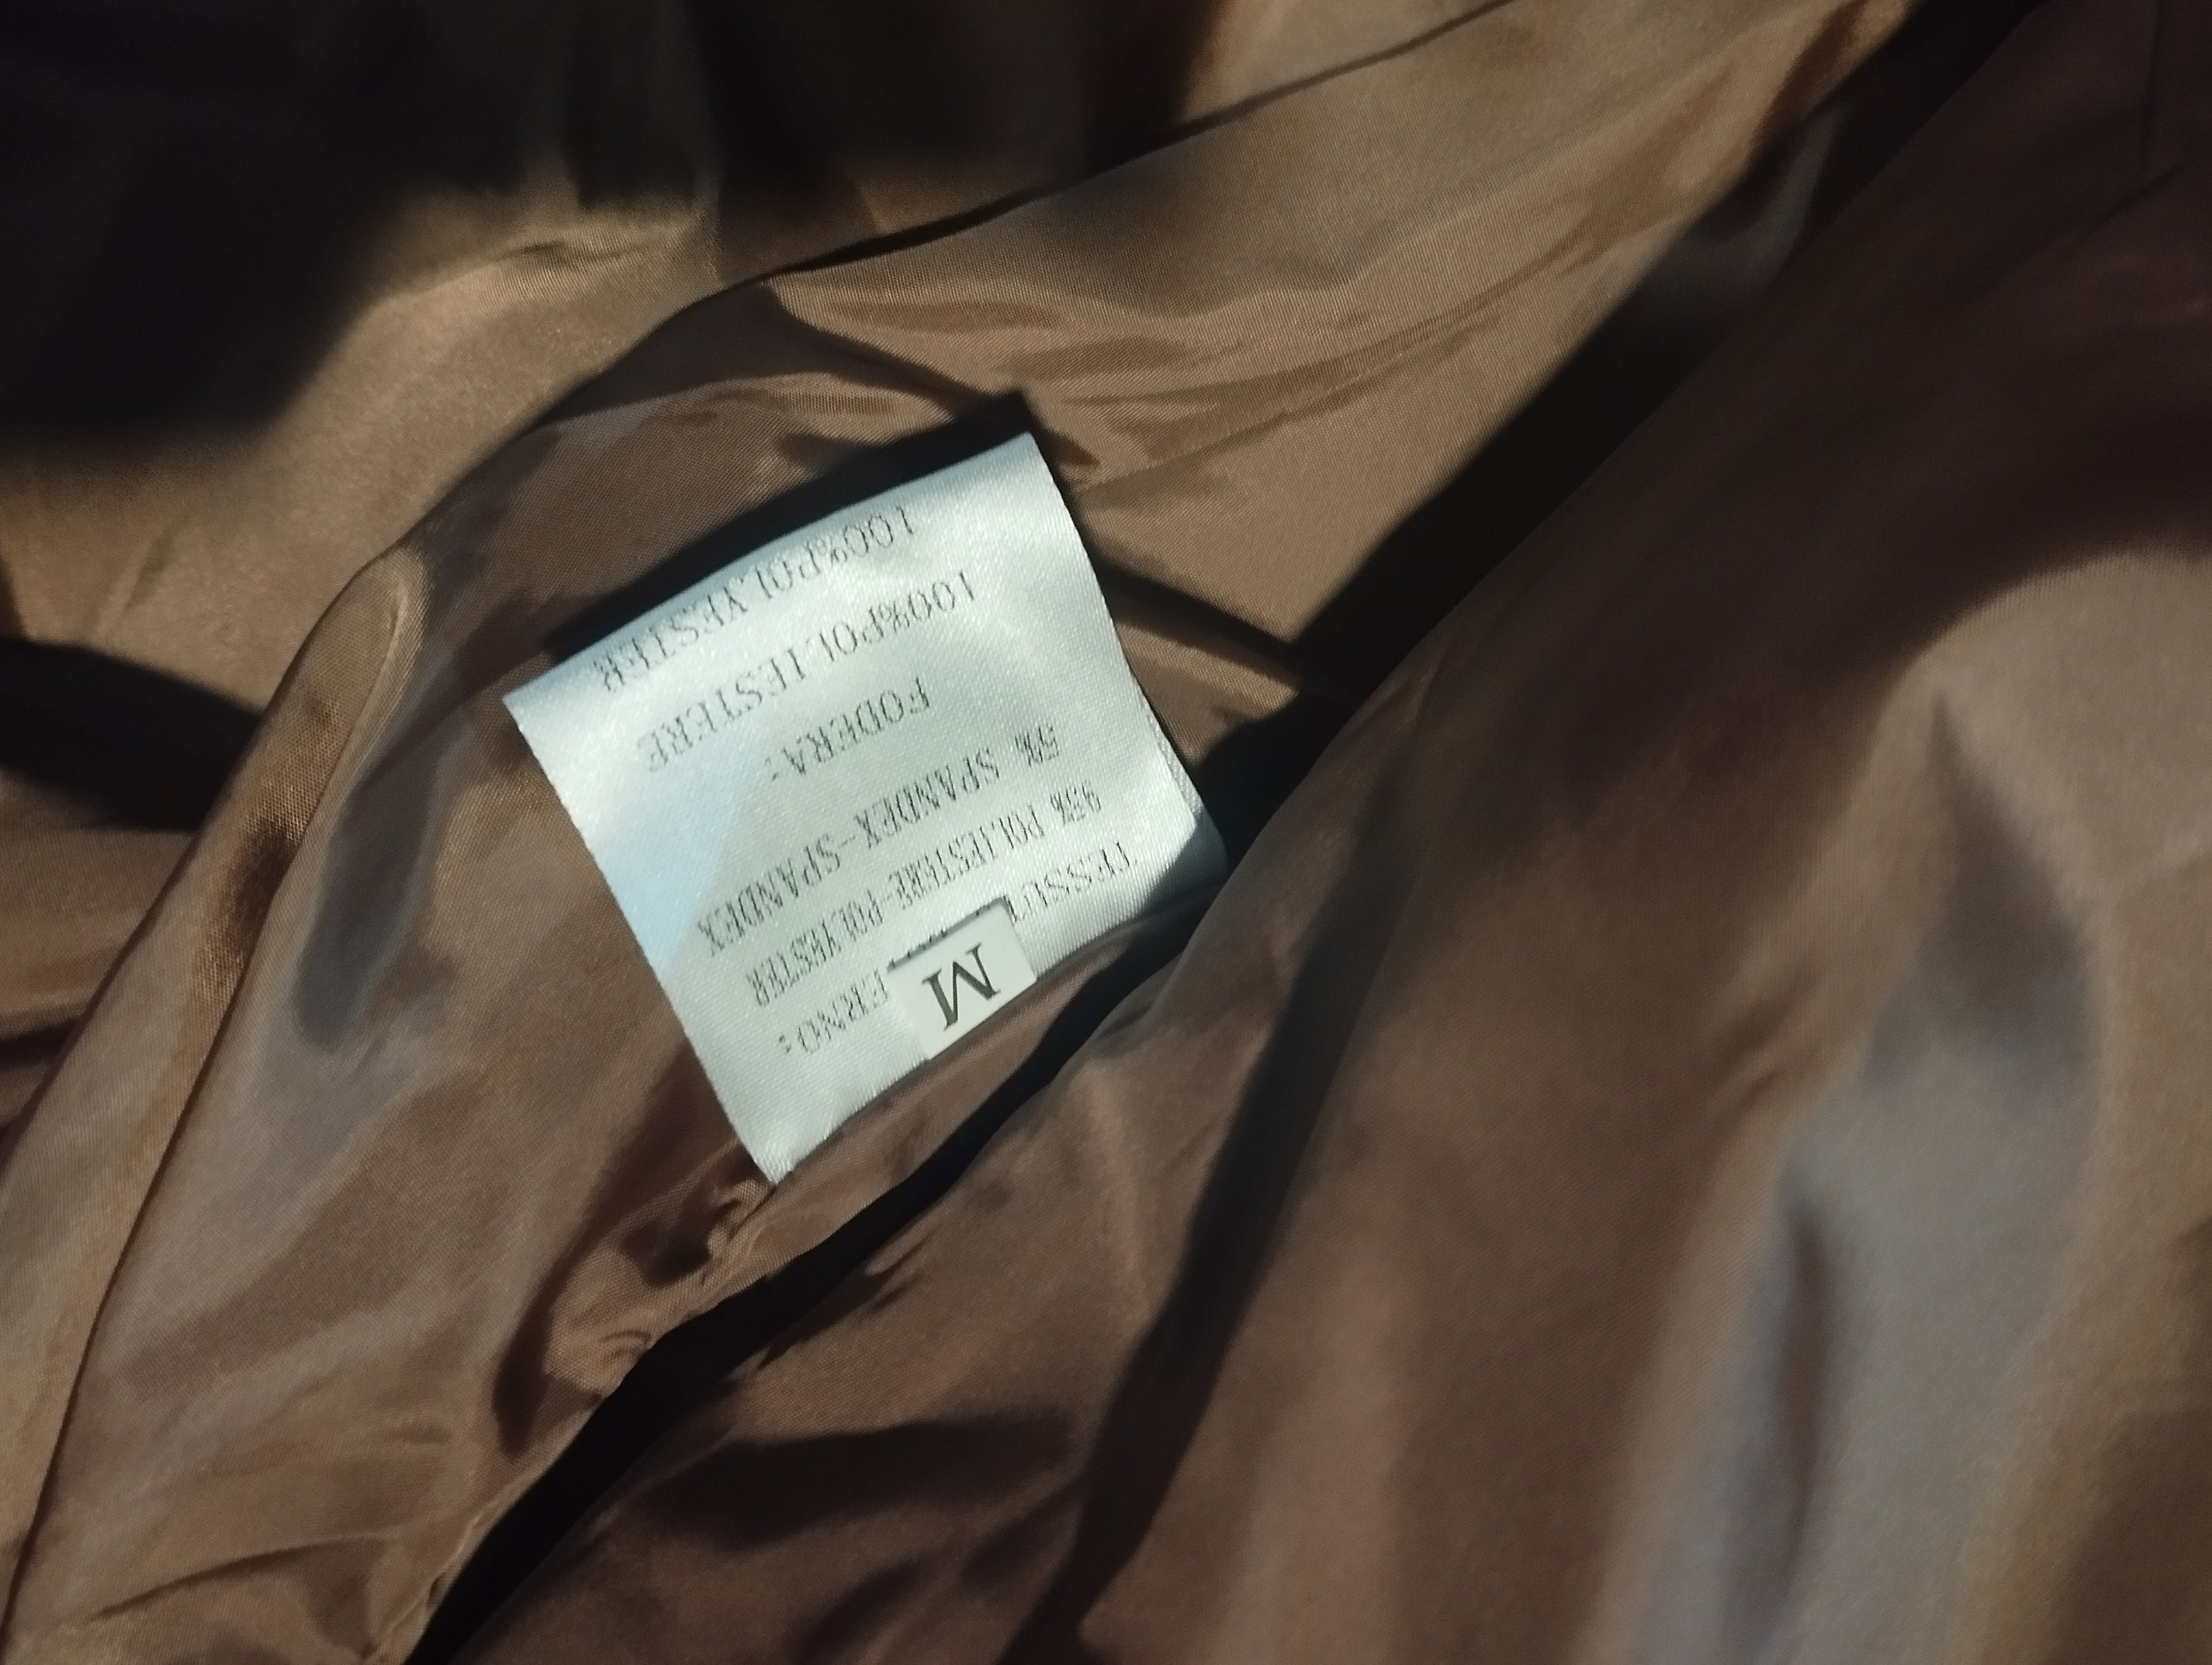 M
TESSU ERNO:
95% POLIESTERE-POLYESTER
5% SPANDEX-SPANDEX
FODERA:
100%POLIESTERE
100%POLYESTER